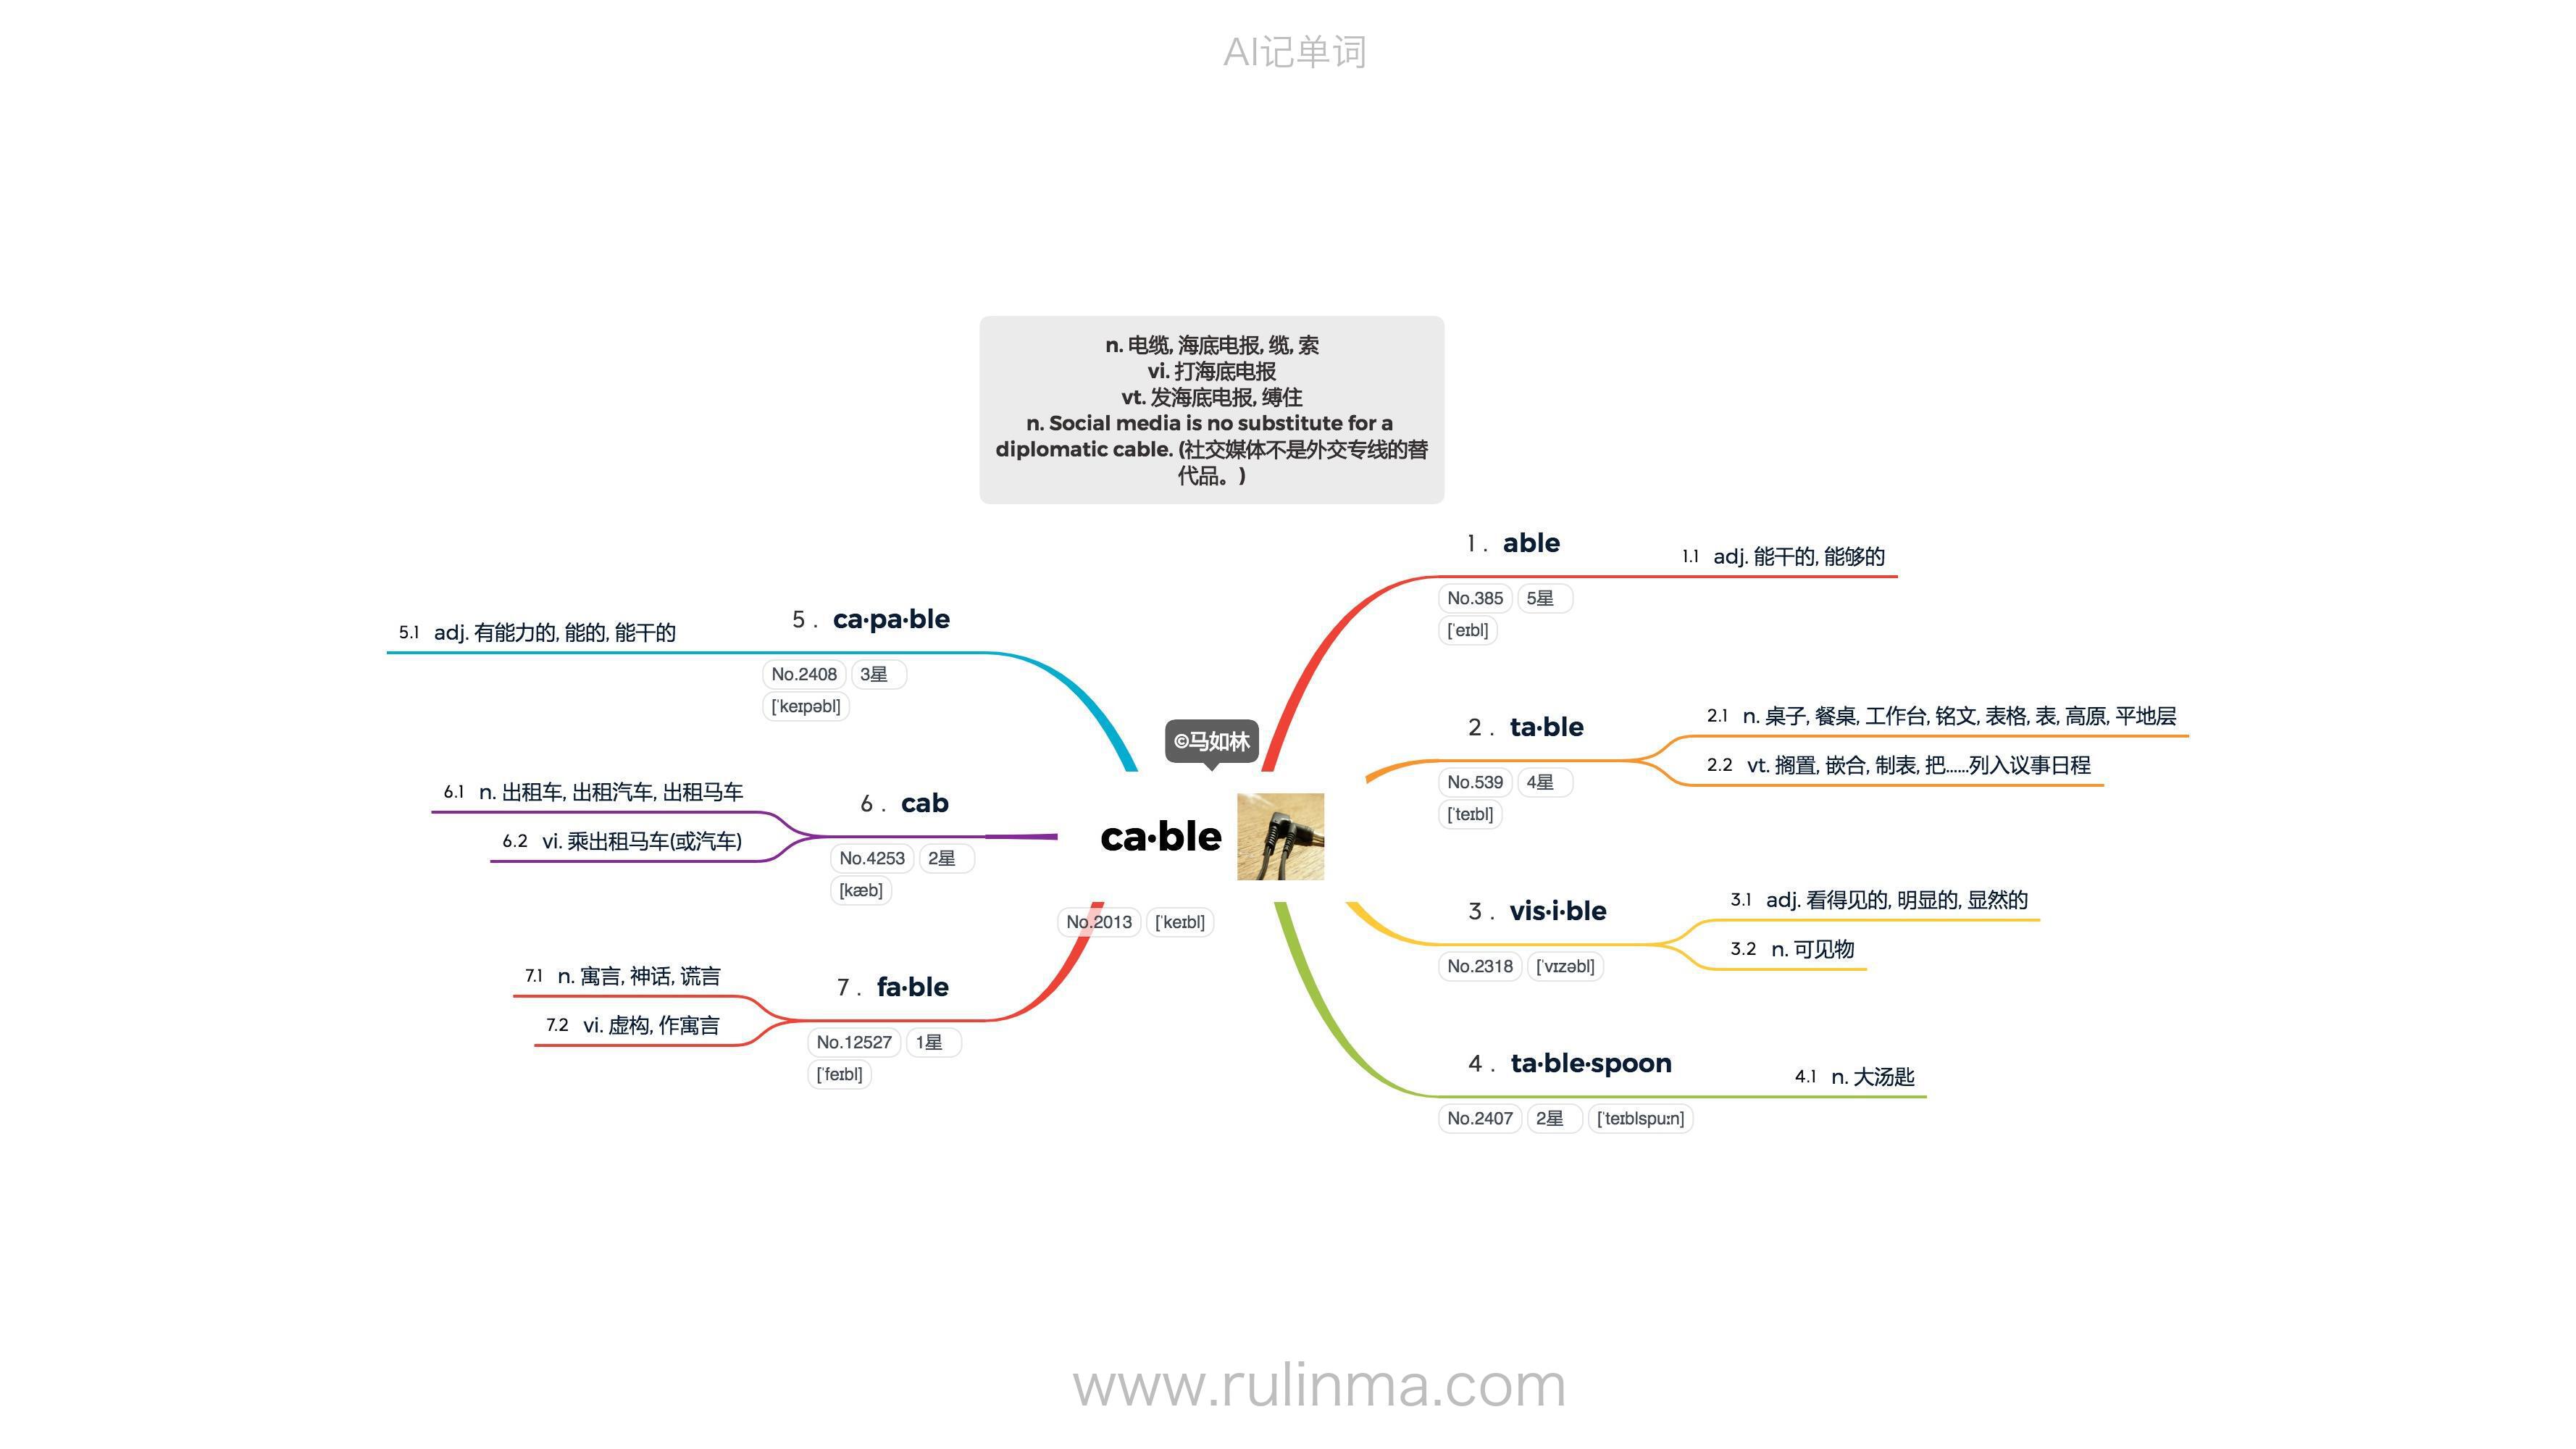 AI记单词
n. 电缆, 海底电报, 缆, 索
vi. 打海底电报
vt. 发海底电报, 缚住
n. Social media is no substitute for a
diplomatic cable. (社交媒体不是外交专线的替
代品。)
©马如林
ca·ble
No.2013 ['keɪbl]
1 . able
No.385 5星
['eɪbl]
1.1 adj. 能干的, 能够的
2 . ta·ble
No.539 4星
['teɪbl]
2.1 n. 桌子, 餐桌, 工作台, 铭文, 表格, 表, 高原, 平地层
2.2 vt. 搁置, 嵌合, 制表, 把......列入议事日程
3 . vis·i·ble
No.2318 ['vɪzəbl]
3.1 adj. 看得见的, 明显的, 显然的
3.2 n. 可见物
4 . ta·ble·spoon
No.2407 2星 ['teɪblspuːn]
4.1 n. 大汤匙
5 . ca·pa·ble
No.2408 3星
['keɪpəbl]
5.1 adj. 有能力的, 能的, 能干的
6 . cab
No.4253 2星
[kæb]
6.1 n. 出租车, 出租汽车, 出租马车
6.2 vi. 乘出租马车(或汽车)
7 . fa·ble
No.12527 1星
['feɪbl]
7.1 n. 寓言, 神话, 谎言
7.2 vi. 虚构, 作寓言
www.rulinma.com